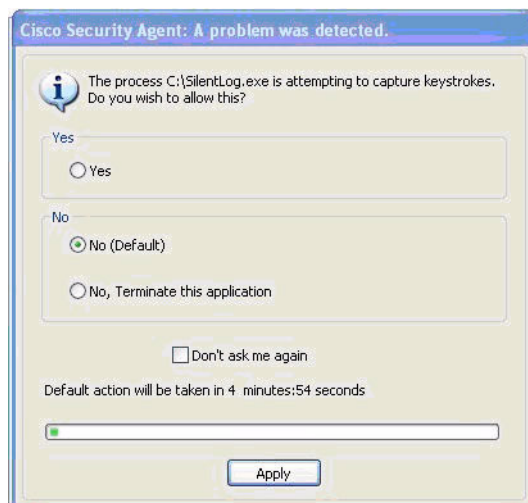 Cisco Security Agent: A problem was detected.
The process C:\SilentLog.exe is attempting to capture keystrokes.
Do you wish to allow this?
Yes
Yes
No
No (Default)
No, Terminate this application
Don't ask me again
Default action will be taken in 4 minutes:54 seconds
Apply